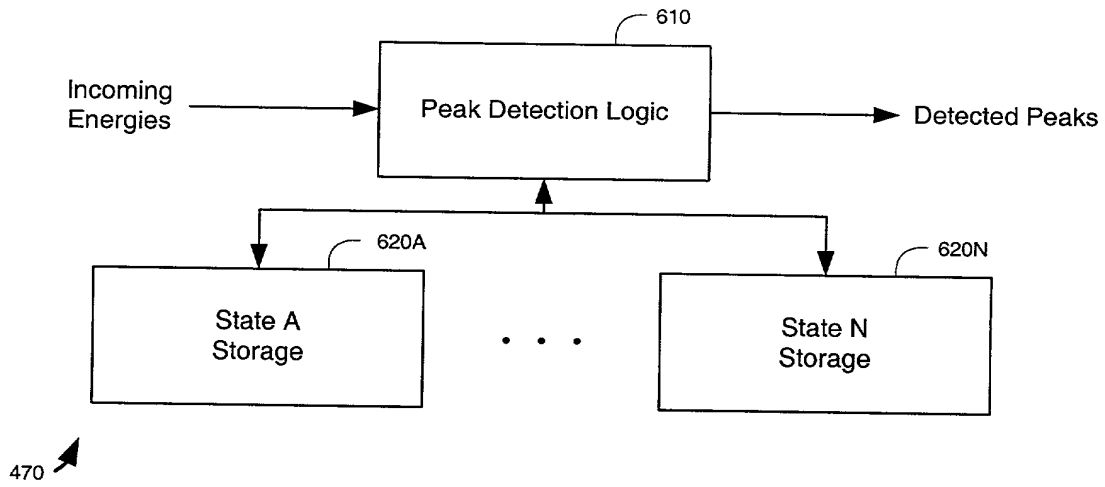 610
Incoming
Energies
Peak Detection Logic
Detected Peaks
620A
620N
State A
Storage
. . .
State N
Storage
470